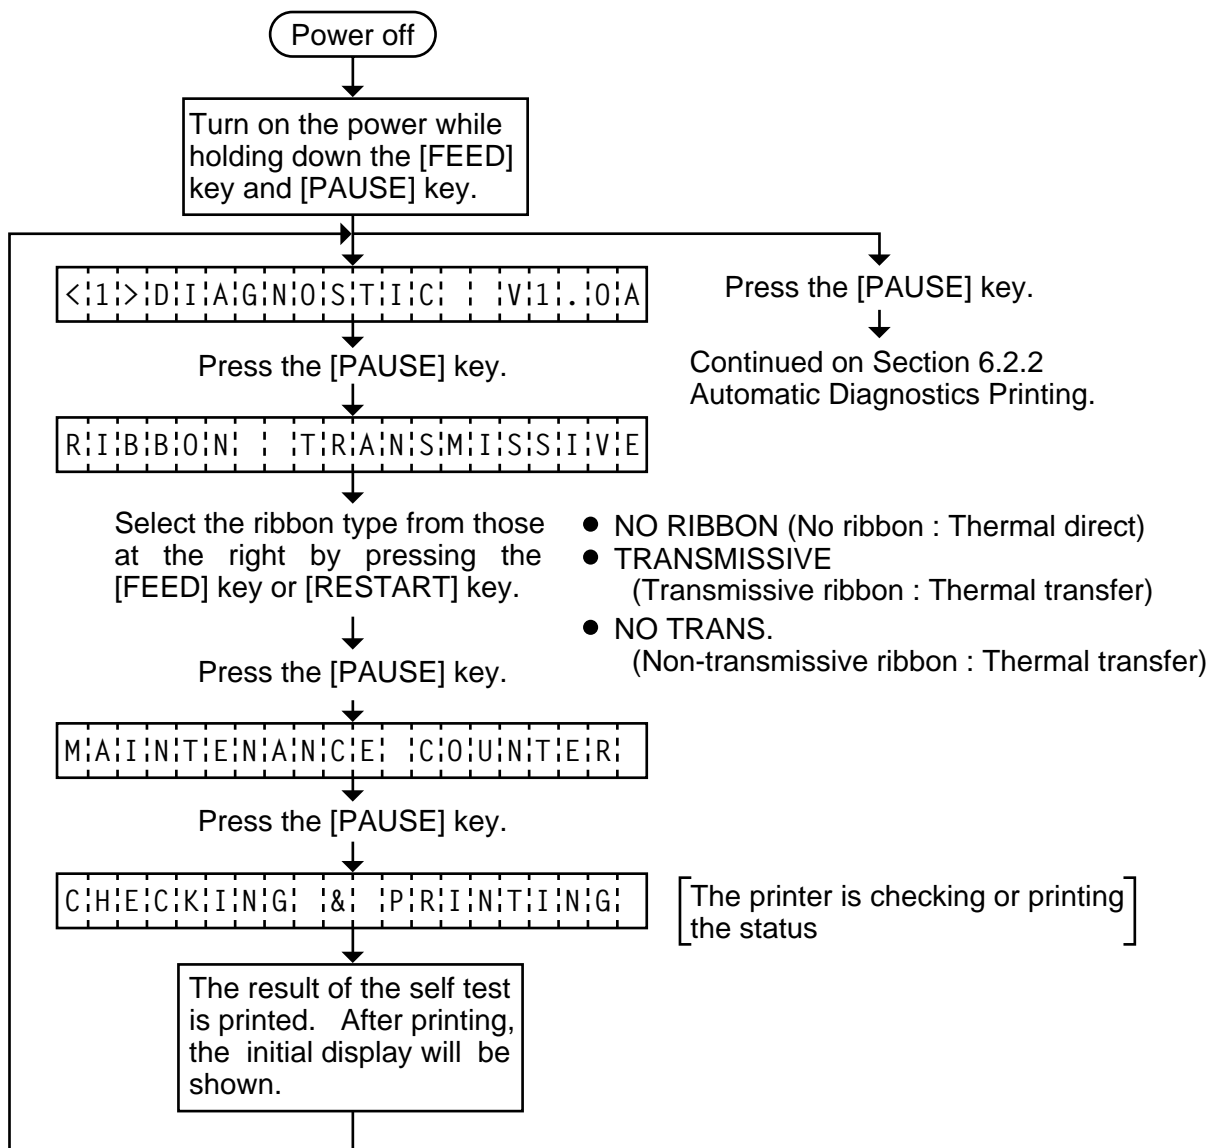 Power off
Turn on the power while
holding down the [FEED]
key and [PAUSE] key.
<1>DIAGNOSTIC  V1.0A
Press the [PAUSE] key.
Continued on Section 6.2.2
Automatic Diagnostics Printing.
Press the [PAUSE] key.
RIBBON  TRANSMISSIVE
Select the ribbon type from those
at the right by pressing the
[FEED] key or [RESTART] key.
● NO RIBBON (No ribbon : Thermal direct)
● TRANSMISSIVE
(Transmissive ribbon : Thermal transfer)
● NO TRANS.
(Non-transmissive ribbon : Thermal transfer)
Press the [PAUSE] key.
MAINTENANCE COUNTER
Press the [PAUSE] key.
CHECKING & PRINTING
[The printer is checking or printing
the status]
The result of the self test
is printed. After printing,
the initial display will be
shown.